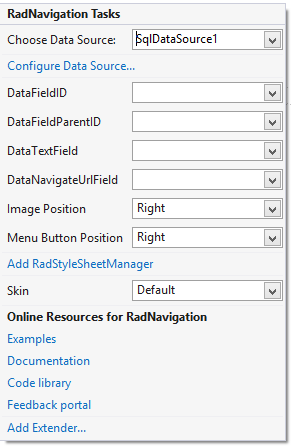 RadNavigation Tasks
Choose Data Source: SqlDataSource1
Configure Data Source...
DataFieldID
DataFieldParentID
DataTextField
DataNavigateUrlField
Image Position Right
Menu Button Position Right
Add RadStyleSheetManager
Skin Default
Online Resources for RadNavigation
Examples
Documentation
Code library
Feedback portal
Add Extender...